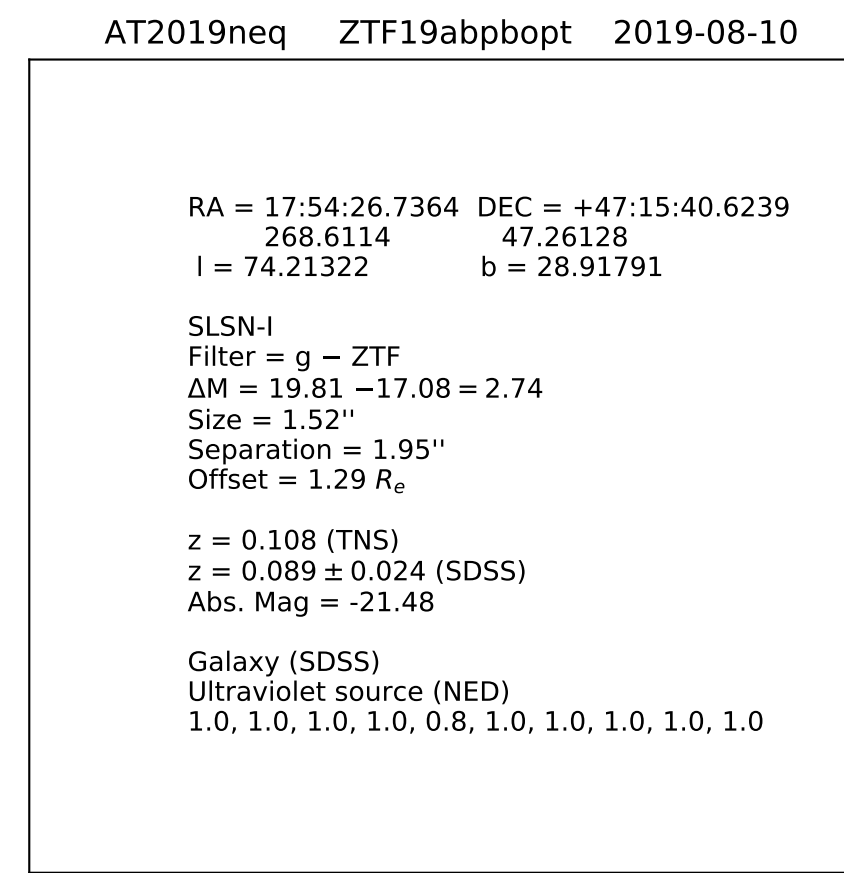 AT2019neq ZTF19abpbopt 2019-08-10
RA = 17:54:26.7364 DEC = +47:15:40.6239
268.6114 47.26128
l = 74.21322 b = 28.91791
SLSN-I
Filter = g − ZTF
ΔM = 19.81 −17.08 = 2.74
Size = 1.52''
Separation = 1.95''
Offset = 1.29 Rₑ
z = 0.108 (TNS)
z = 0.089 ± 0.024 (SDSS)
Abs. Mag = -21.48
Galaxy (SDSS)
Ultraviolet source (NED)
1.0, 1.0, 1.0, 1.0, 0.8, 1.0, 1.0, 1.0, 1.0, 1.0